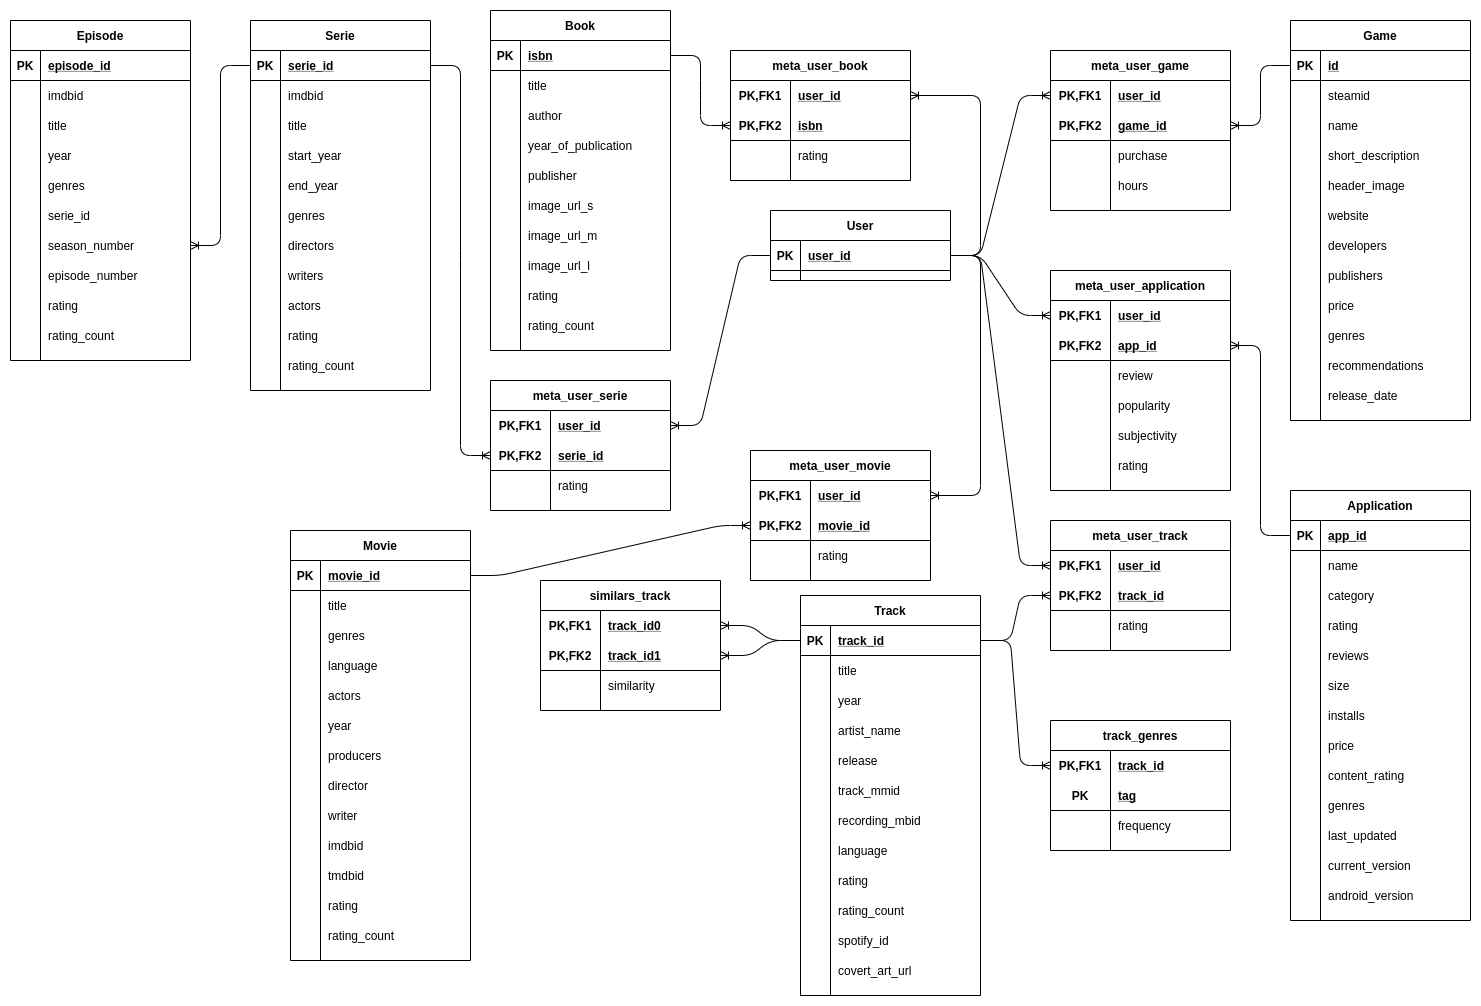 Episode
PK episode_id
imdbid
title
year
genres
serie_id
season_number
episode_number
rating
rating_count
Serie
PK serie_id
imdbid
title
start_year
end_year
genres
directors
writers
actors
rating
rating_count
Book
PK isbn
title
author
year_of_publication
publisher
image_url_s
image_url_m
image_url_l
rating
rating_count
meta_user_book
PK,FK1 user_id
PK,FK2 isbn
rating
User
PK user_id
meta_user_game
PK,FK1 user_id
PK,FK2 game_id
purchase
hours
Game
PK id
steamid
name
short_description
header_image
website
developers
publishers
price
genres
recommendations
release_date
meta_user_application
PK,FK1 user_id
PK,FK2 app_id
review
popularity
subjectivity
rating
meta_user_serie
PK,FK1 user_id
PK,FK2 serie_id
rating
meta_user_movie
PK,FK1 user_id
PK,FK2 movie_id
rating
Movie
PK movie_id
title
genres
language
actors
year
producers
director
writer
imdbid
tmdbid
rating
rating_count
similars_track
PK,FK1 track_id0
PK,FK2 track_id1
similarity
Track
PK track_id
title
year
artist_name
release
track_mmid
recording_mbid
language
rating
rating_count
spotify_id
covert_art_url
meta_user_track
PK,FK1 user_id
PK,FK2 track_id
rating
track_genres
PK,FK1 track_id
PK tag
frequency
Application
PK app_id
name
category
rating
reviews
size
installs
price
content_rating
genres
last_updated
current_version
android_version